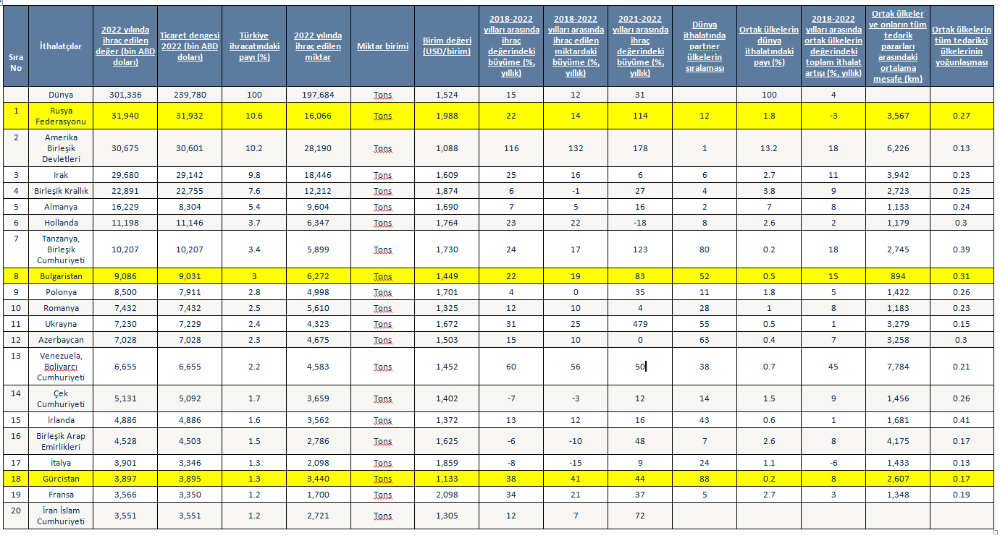 Sıra No | İthalatçılar | 2022 yılında ihraç edilen değer (bin ABD doları) | Ticaret dengesi 2022 (bin ABD doları) | Türkiye ihracatındaki payı (%) | 2022 yılında ihraç edilen miktar | Miktar birimi | Birim değeri (USD/birim) | 2018-2022 yılları arasında ihraç değerindeki büyüme (%, yıllık) | 2018-2022 yılları arasında ihraç edilen miktardaki büyüme (%, yıllık) | 2021-2022 yılları arasında ihraç değerindeki büyüme (%, yıllık) | Dünya ithalatında partner ülkelerin sıralaması | Ortak ülkelerin dünya ithalatındaki payı (%) | 2018-2022 yılları arasında ortak ülkelerin değerindeki toplam ithalat artışı (%, yıllık) | Ortak ülkeler ve onların tüm tedarik pazarları arasındaki ortalama mesafe (km) | Ortak ülkelerin tüm tedarikçi ülkelerinin yoğunlaşması
Dünya 301,336 239,780 100 197,684 Tons 1,524 15 12 31 100 4
1 Rusya Federasyonu 31,940 31,932 10.6 16,066 Tons 1,988 22 14 114 12 1.8 -3 3,567 0.27
2 Amerika Birleşik Devletleri 30,675 30,601 10.2 28,190 Tons 1,088 116 132 178 1 13.2 18 6,226 0.13
3 Irak 29,680 29,142 9.8 18,446 Tons 1,609 25 16 6 6 2.7 11 3,942 0.23
4 Birleşik Krallık 22,891 22,755 7.6 12,212 Tons 1,874 6 -1 27 4 3.8 9 2,723 0.25
5 Almanya 16,229 8,304 5.4 9,604 Tons 1,690 7 5 16 2 7 8 1,133 0.24
6 Hollanda 11,198 11,146 3.7 6,347 Tons 1,764 23 22 -18 8 2.6 2 1,179 0.3
7 Tanzanya, Birleşik Cumhuriyeti 10,207 10,207 3.4 5,899 Tons 1,730 24 17 123 80 0.2 18 2,745 0.39
8 Bulgaristan 9,086 9,031 3 6,272 Tons 1,449 22 19 83 52 0.5 15 894 0.31
9 Polonya 8,500 7,911 2.8 4,998 Tons 1,701 4 0 35 11 1.8 5 1,422 0.26
10 Romanya 7,432 7,432 2.5 5,610 Tons 1,325 12 10 4 28 1 8 1,183 0.23
11 Ukrayna 7,230 7,229 2.4 4,323 Tons 1,672 31 25 479 55 0.5 1 3,279 0.15
12 Azerbaycan 7,028 7,028 2.3 4,675 Tons 1,503 15 10 0 63 0.4 7 3,258 0.3
13 Venezuela, Bolivarcı Cumhuriyeti 6,655 6,655 2.2 4,583 Tons 1,452 60 56 50 38 0.7 45 7,784 0.21
14 Çek Cumhuriyeti 5,131 5,092 1.7 3,659 Tons 1,402 -7 -3 12 14 1.5 9 1,456 0.26
15 İrlanda 4,886 4,886 1.6 3,562 Tons 1,372 13 12 16 43 0.6 1 1,681 0.41
16 Birleşik Arap Emirlikleri 4,528 4,503 1.5 2,786 Tons 1,625 -6 -10 48 7 2.6 8 4,175 0.17
17 İtalya 3,901 3,346 1.3 2,098 Tons 1,859 -8 -15 9 24 1.1 -6 1,433 0.13
18 Gürcistan 3,897 3,895 1.3 3,440 Tons 1,133 38 41 44 88 0.2 8 2,607 0.17
19 Fransa 3,566 3,350 1.2 1,700 Tons 2,098 34 21 37 5 2.7 3 1,348 0.19
20 İran İslam Cumhuriyeti 3,551 3,551 1.2 2,721 Tons 1,305 12 7 72